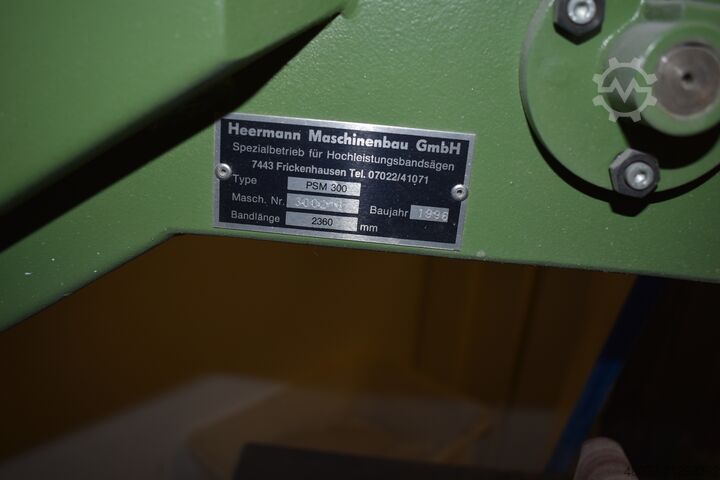 Heermann Maschinenbau GmbH
Spezialbetrieb für Hochleistungsbandsägen
7443 Frickenhausen Tel. 07022/41071
Type PSM 300
Masch. Nr. Baujahr 1998
Bandlänge 2360 mm